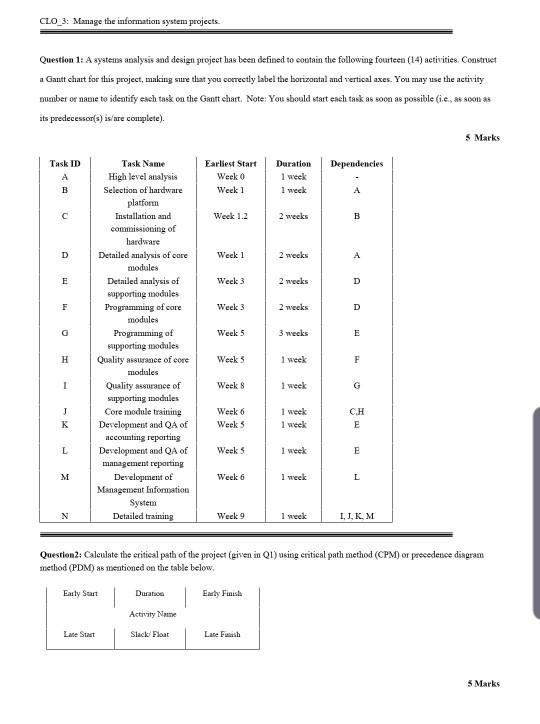 CLO_3: Manage the information system projects.
Question 1: A systems analysis and design project has been defined to contain the following fourteen (14) activities. Construct
a Gantt chart for this project, making sure that you correctly label the horizontal and vertical axes. You may use the activity
number or name to identify each task on the Gantt chart. Note: You should start each task as soon as possible (i.e., as soon as
its predecessor(s) is/are complete).
5 Marks
Task ID Task Name Earliest Start Duration Dependencies
A High level analysis Week 0 1 week -
B Selection of hardware Week 1 1 week A
platform
C Installation and Week 1.2 2 weeks B
commissioning of
hardware
D Detailed analysis of core Week 1 2 weeks A
modules
E Detailed analysis of Week 3 2 weeks D
supporting modules
F Programming of core Week 3 2 weeks D
modules
G Programming of Week 5 3 weeks E
supporting modules
H Quality assurance of core Week 5 1 week F
modules
I Quality assurance of Week 8 1 week G
supporting modules
J Core module training Week 6 1 week C,H
K Development and QA of Week 5 1 week E
accounting reporting
L Development and QA of Week 5 1 week E
management reporting
M Development of Week 6 1 week L
Management Information
System
N Detailed training Week 9 1 week I, J, K, M
Question2: Calculate the critical path of the project (given in Q1) using critical path method (CPM) or precedence diagram
method (PDM) as mentioned on the table below.
Early Start Duration Early Finish
Activity Name
Late Start Slack/ Float Late Finish
5 Marks